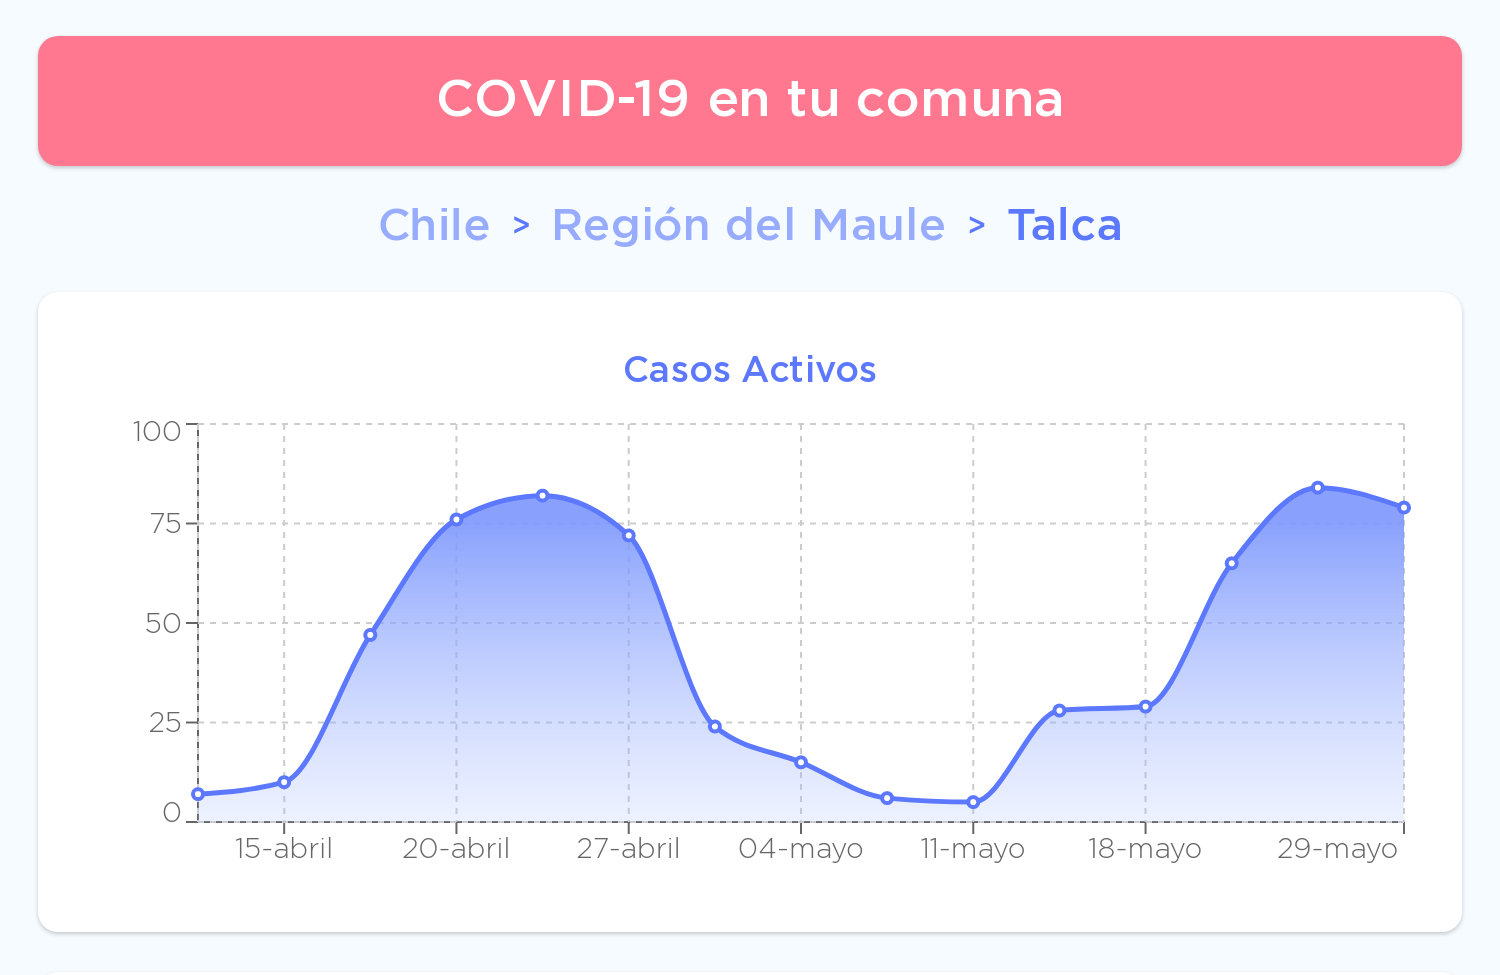 COVID-19 en tu comuna
Chile > Región del Maule > Talca
Casos Activos
100
75
50
25
0
15-abril 20-abril 27-abril 04-mayo 11-mayo 18-mayo 29-mayo